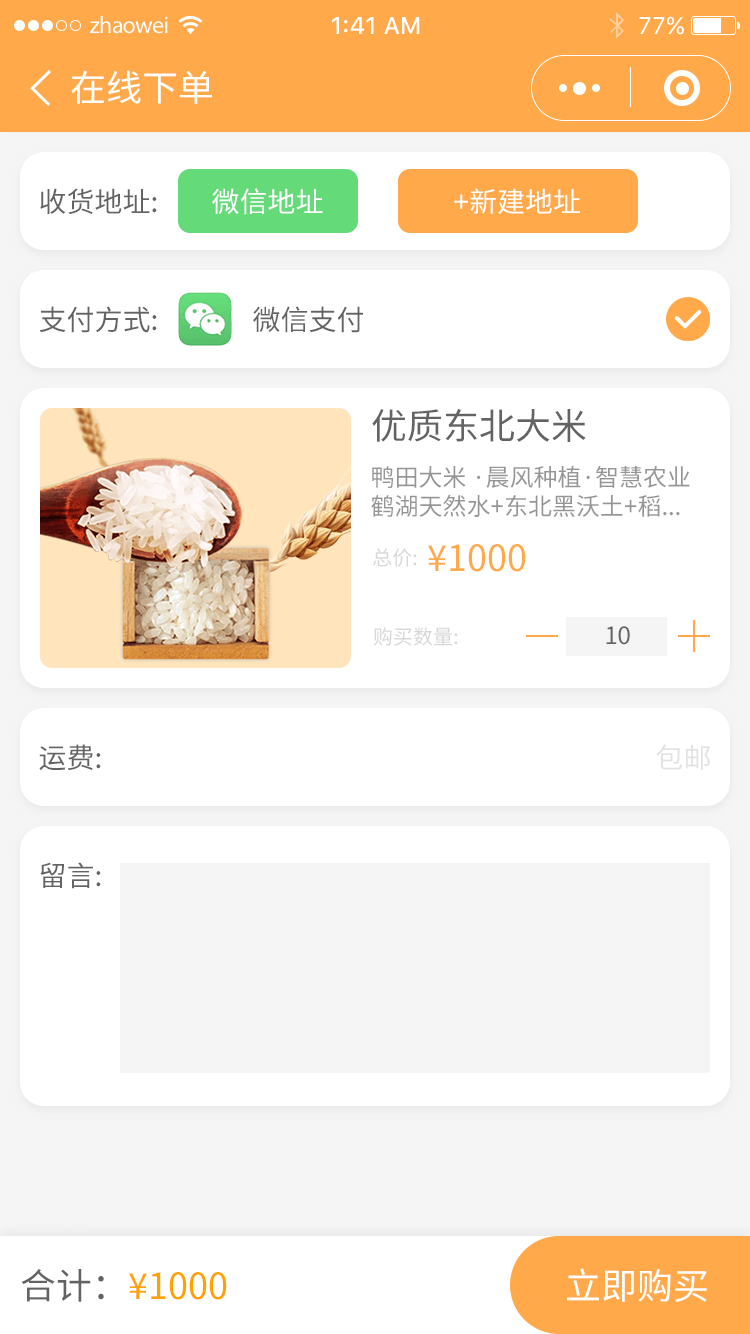 zhaowei 1:41 AM 77%
在线下单
收货地址: 微信地址 +新建地址
支付方式: 微信支付
优质东北大米
鸭田大米 ·晨风种植·智慧农业
鹤湖天然水+东北黑沃土+稻...
总价: ¥1000
购买数量: 10
运费: 包邮
留言:
合计: ¥1000 立即购买